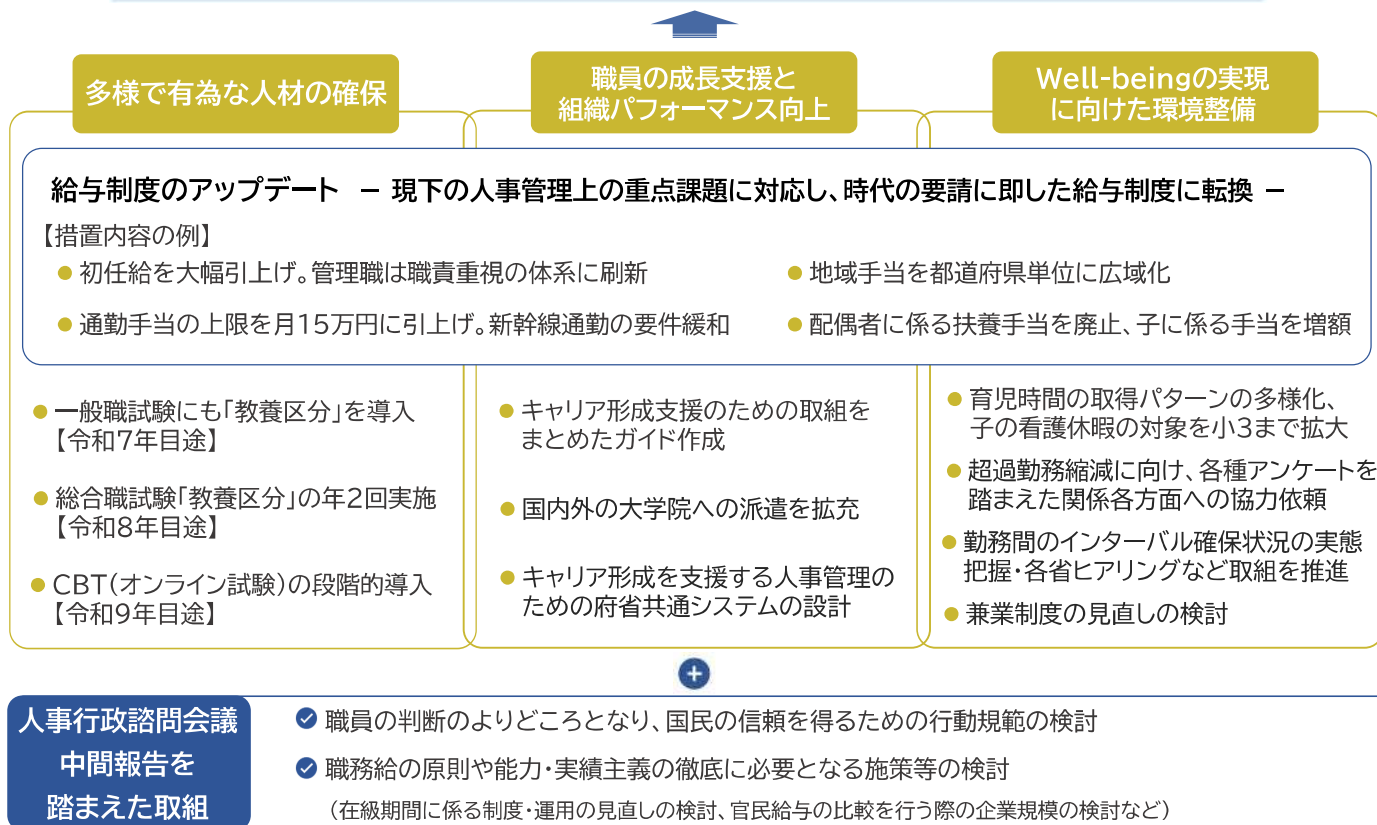 多様で有為な人材の確保
職員の成長支援と
組織パフォーマンス向上
Well-beingの実現
に向けた環境整備
給与制度のアップデート － 現下の人事管理上の重点課題に対応し、時代の要請に即した給与制度に転換 －
【措置内容の例】
● 初任給を大幅引上げ。管理職は職責重視の体系に刷新
● 地域手当を都道府県単位に広域化
● 通勤手当の上限を月15万円に引上げ。新幹線通勤の要件緩和
● 配偶者に係る扶養手当を廃止、子に係る手当を増額
● 一般職試験にも「教養区分」を導入
【令和7年目途】
● 総合職試験「教養区分」の年2回実施
【令和8年目途】
● CBT(オンライン試験)の段階的導入
【令和9年目途】
● キャリア形成支援のための取組を
まとめたガイド作成
● 国内外の大学院への派遣を拡充
● キャリア形成を支援する人事管理の
ための府省共通システムの設計
● 育児時間の取得パターンの多様化、
子の看護休暇の対象を小3まで拡大
● 超過勤務縮減に向け、各種アンケートを
踏まえた関係各方面への協力依頼
● 勤務間のインターバル確保状況の実態
把握・各省ヒアリングなど取組を推進
● 兼業制度の見直しの検討
+
人事行政諮問会議
中間報告を
踏まえた取組
職員の判断のよりどころとなり、国民の信頼を得るための行動規範の検討
職務給の原則や能力・実績主義の徹底に必要となる施策等の検討
（在級期間に係る制度・運用の見直しの検討、官民給与の比較を行う際の企業規模の検討など）